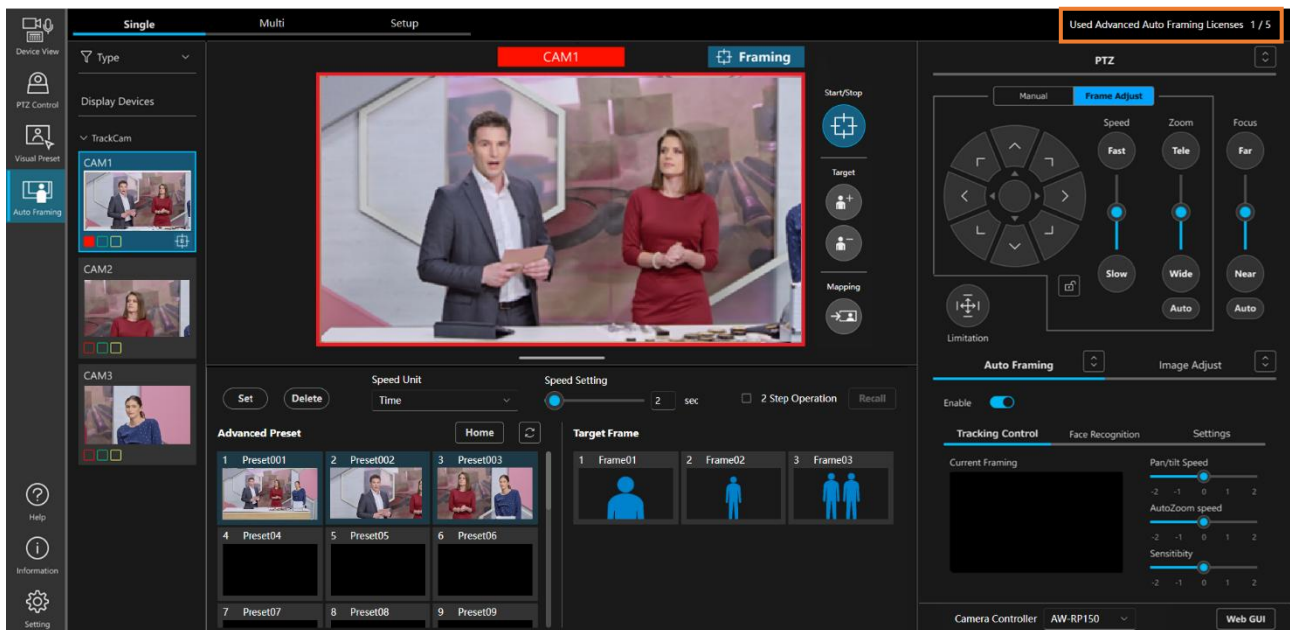 Single
Multi
Setup
Used Advanced Auto Framing Licenses 1 / 5
Device View
PTZ Control
Visual Preset
Auto Framing
Help
Information
Setting
Type
Display Devices
TrackCam
CAM1
CAM2
CAM3
CAM1
Framing
Start/Stop
Target
Mapping
Set
Delete
Speed Unit
Time
Speed Setting
2 sec
2 Step Operation
Recall
Advanced Preset
Home
1 Preset001
2 Preset002
3 Preset003
4 Preset04
5 Preset05
6 Preset06
7 Preset07
8 Preset08
9 Preset09
Target Frame
1 Frame01
2 Frame02
3 Frame03
PTZ
Manual
Frame Adjust
Speed
Zoom
Focus
Fast
Tele
Far
Slow
Wide
Near
Auto
Auto
Limitation
Auto Framing
Image Adjust
Enable
Tracking Control
Face Recognition
Settings
Current Framing
Pan/tilt Speed
-2 -1 0 1 2
AutoZoom speed
-2 -1 0 1 2
Sensitibity
-2 -1 0 1 2
Camera Controller
AW-RP150
Web GUI